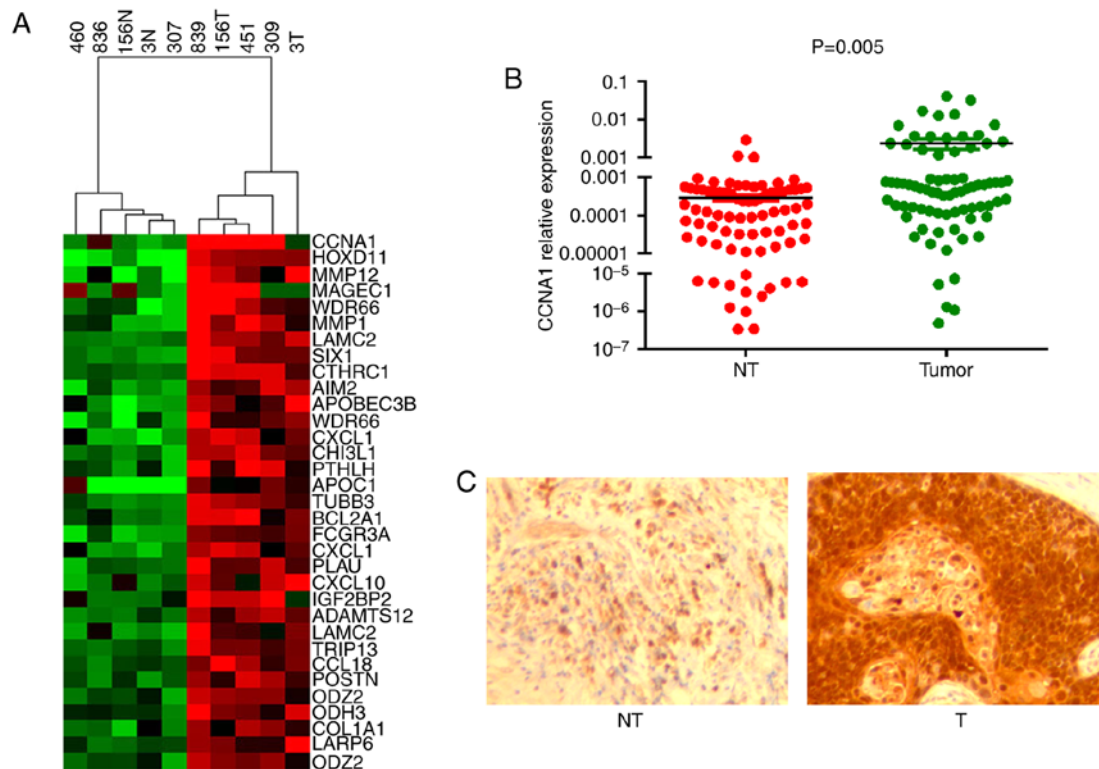 A
460
836
156N
3N
307
839
156T
451
309
3T
CCNA1
HOXD11
MMP12
MAGEC1
WDR66
MMP1
LAMC2
SIX1
CTHRC1
AIM2
APOBEC3B
WDR66
CXCL1
CHI3L1
PTHLH
APOC1
TUBB3
BCL2A1
FCGR3A
CXCL1
PLAU
CXCL10
IGF2BP2
ADAMTS12
LAMC2
TRIP13
CCL18
POSTN
ODZ2
ODH3
COL1A1
LARP6
ODZ2
B
P=0.005
CCNA1 relative expression
0.1
0.01
0.001
0.001
0.0001
0.00001
10⁻⁵
10⁻⁶
10⁻⁷
NT
Tumor
C
NT
T